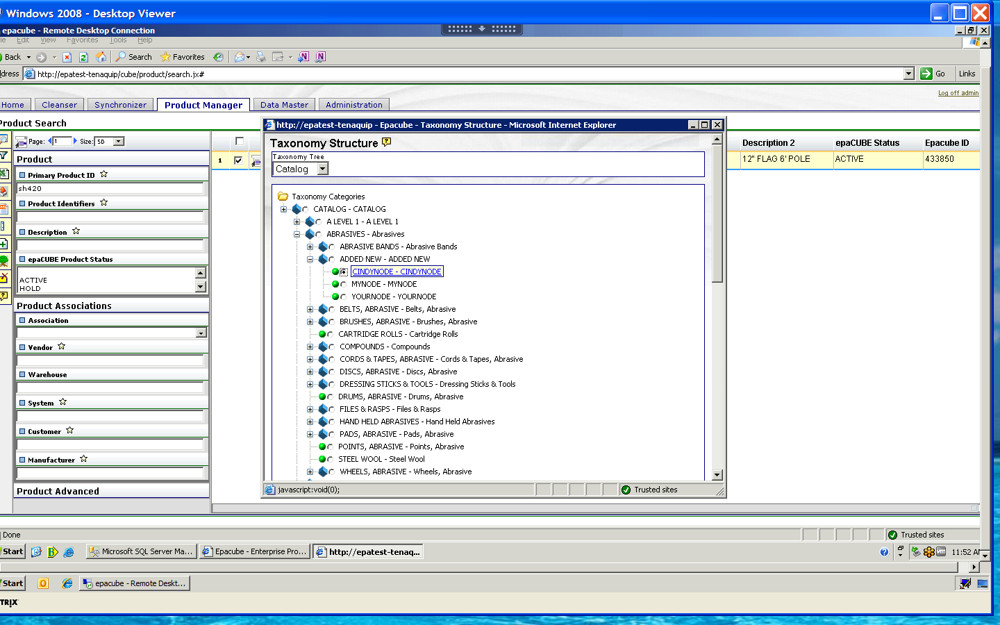 Windows 2008 - Desktop Viewer
epacube - Remote Desktop Connection
Edit View Favorites Tools Help
Back Search Favorites
dress http://epatest-tenaquip/cube/product/search.jx# Go Links
Log off admin
Home Cleanser Synchronizer Product Manager Data Master Administration
Product Search
Page: 1 Size: 50
Product
Primary Product ID
sh420
Product Identifiers
Description
epaCUBE Product Status
ACTIVE
HOLD
Product Associations
Association
Vendor
Warehouse
System
Customer
Manufacturer
Product Advanced
Description 2 epaCUBE Status Epacube ID
1 12" FLAG 6' POLE ACTIVE 433850
http://epatest-tenaquip - Epacube - Taxonomy Structure - Microsoft Internet Explorer
Taxonomy Structure
Taxonomy Tree
Catalog
Taxonomy Categories
CATALOG - CATALOG
A LEVEL 1 - A LEVEL 1
ABRASIVES - Abrasives
ABRASIVE BANDS - Abrasive Bands
ADDED NEW - ADDED NEW
CINDYNODE - CINDYNODE
MYNODE - MYNODE
YOURNODE - YOURNODE
BELTS, ABRASIVE - Belts, Abrasive
BRUSHES, ABRASIVE - Brushes, Abrasive
CARTRIDGE ROLLS - Cartridge Rolls
COMPOUNDS - Compounds
CORDS & TAPES, ABRASIVE - Cords & Tapes, Abrasive
DISCS, ABRASIVE - Discs, Abrasive
DRESSING STICKS & TOOLS - Dressing Sticks & Tools
DRUMS, ABRASIVE - Drums, Abrasive
FILES & RASPS - Files & Rasps
HAND HELD ABRASIVES - Hand Held Abrasives
PADS, ABRASIVE - Pads, Abrasive
POINTS, ABRASIVE - Points, Abrasive
STEEL WOOL - Steel Wool
WHEELS, ABRASIVE - Wheels, Abrasive
javascript:void(0); Trusted sites
Done Trusted sites
Start Microsoft SQL Server Ma... Epacube - Enterprise Pro... http://epatest-tenaq... 11:52 AM
Start epacube - Remote Deskt...
TRIX